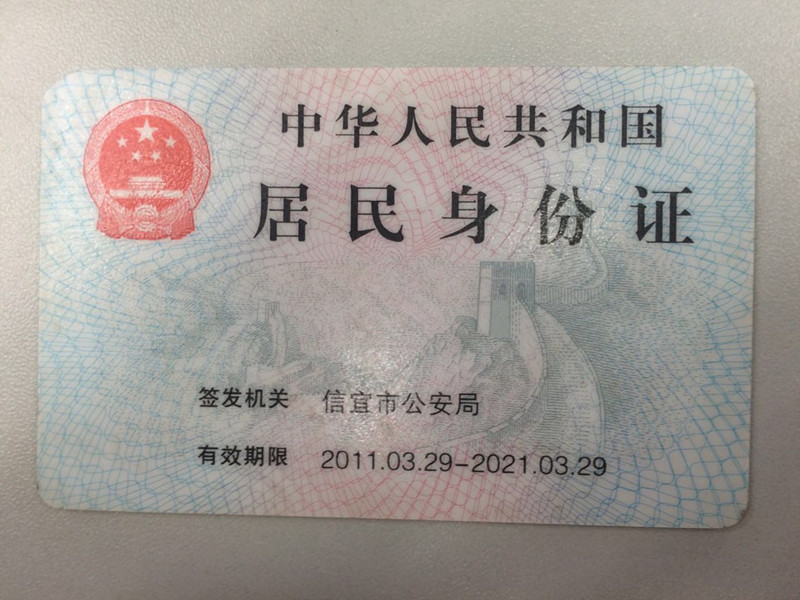 中华人民共和国
居民身份证
签发机关 信宜市公安局
有效期限 2011.03.29-2021.03.29